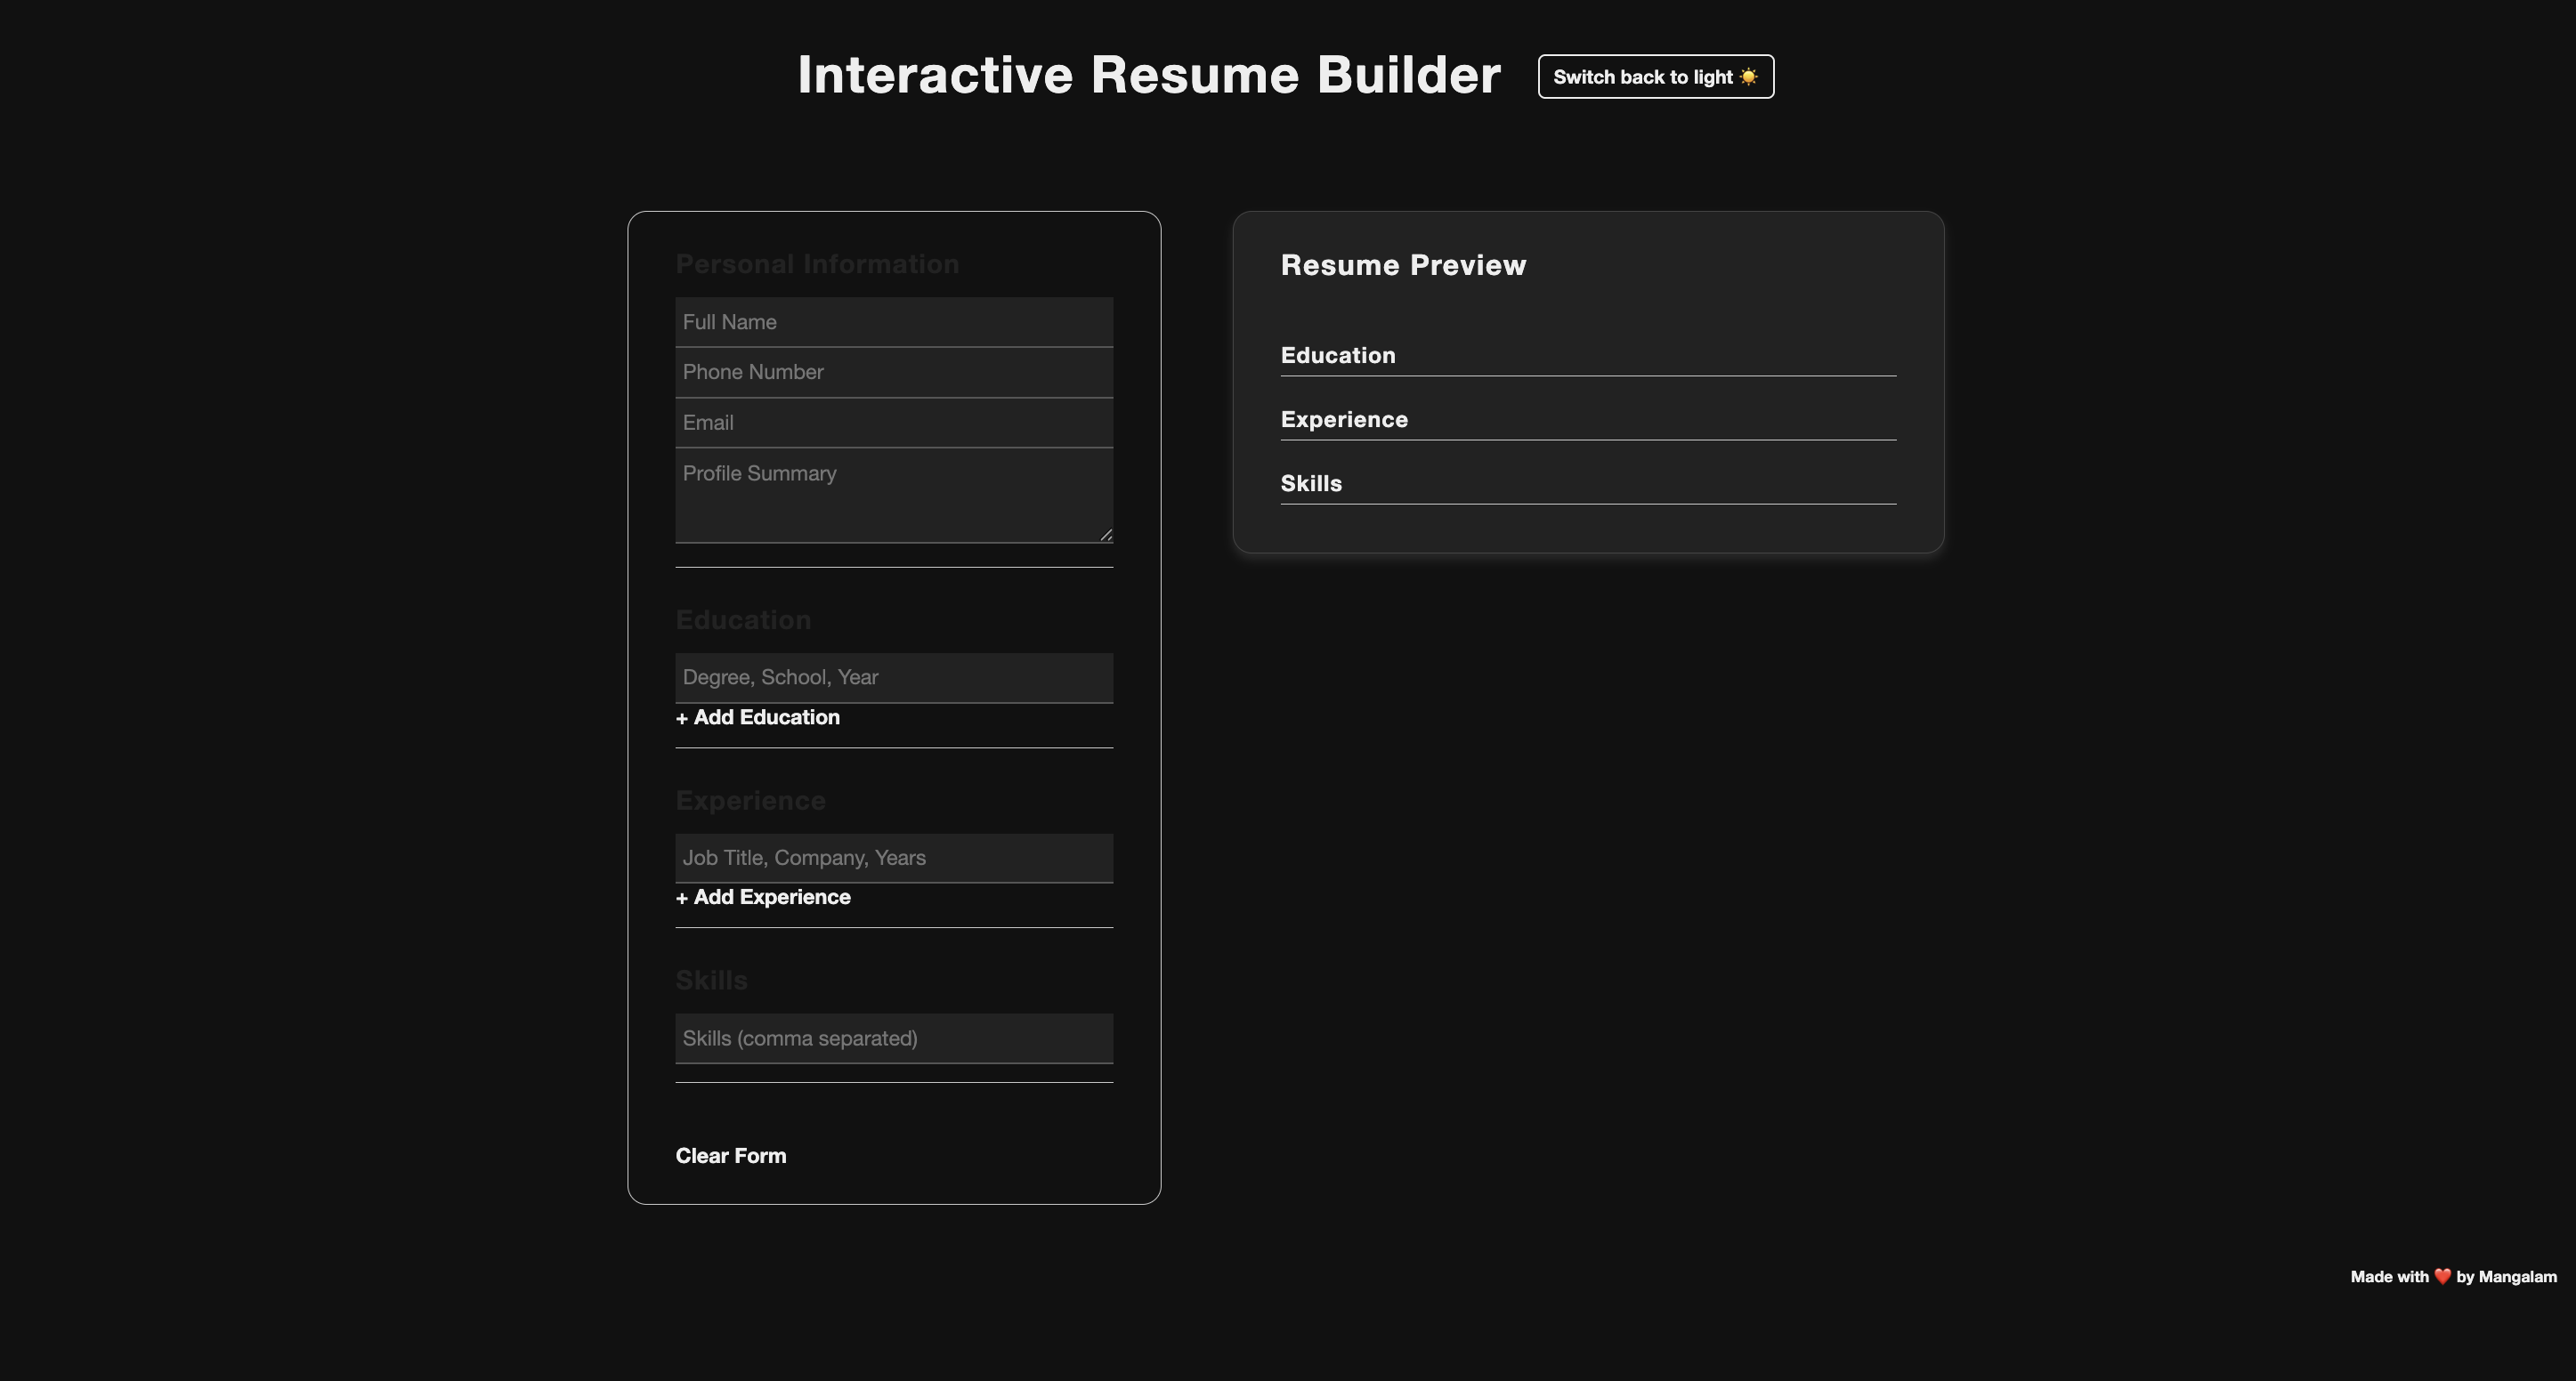 Interactive Resume Builder
Switch back to light ☀️
Personal Information
Full Name
Phone Number
Email
Profile Summary
Education
Degree, School, Year
+ Add Education
Experience
Job Title, Company, Years
+ Add Experience
Skills
Skills (comma separated)
Clear Form
Resume Preview
Education
Experience
Skills
Made with ❤️ by Mangalam